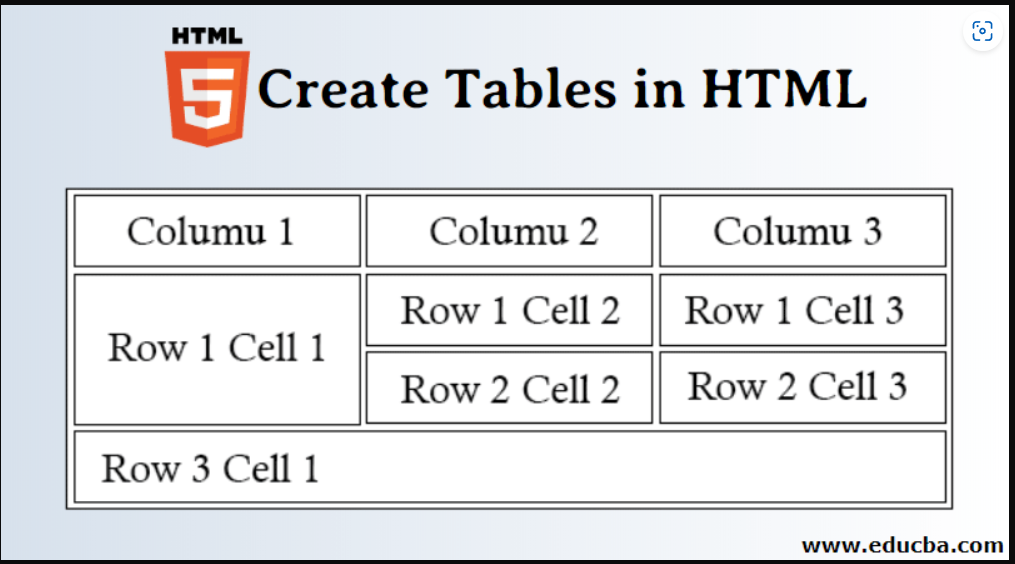 HTML
5
Create Tables in HTML
Columu 1 Columu 2 Columu 3
Row 1 Cell 1
Row 1 Cell 2 Row 1 Cell 3
Row 2 Cell 2 Row 2 Cell 3
Row 3 Cell 1
www.educba.com